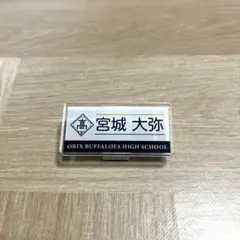 高 宮城 大弥
ORIX BUFFALOES HIGH SCHOOL